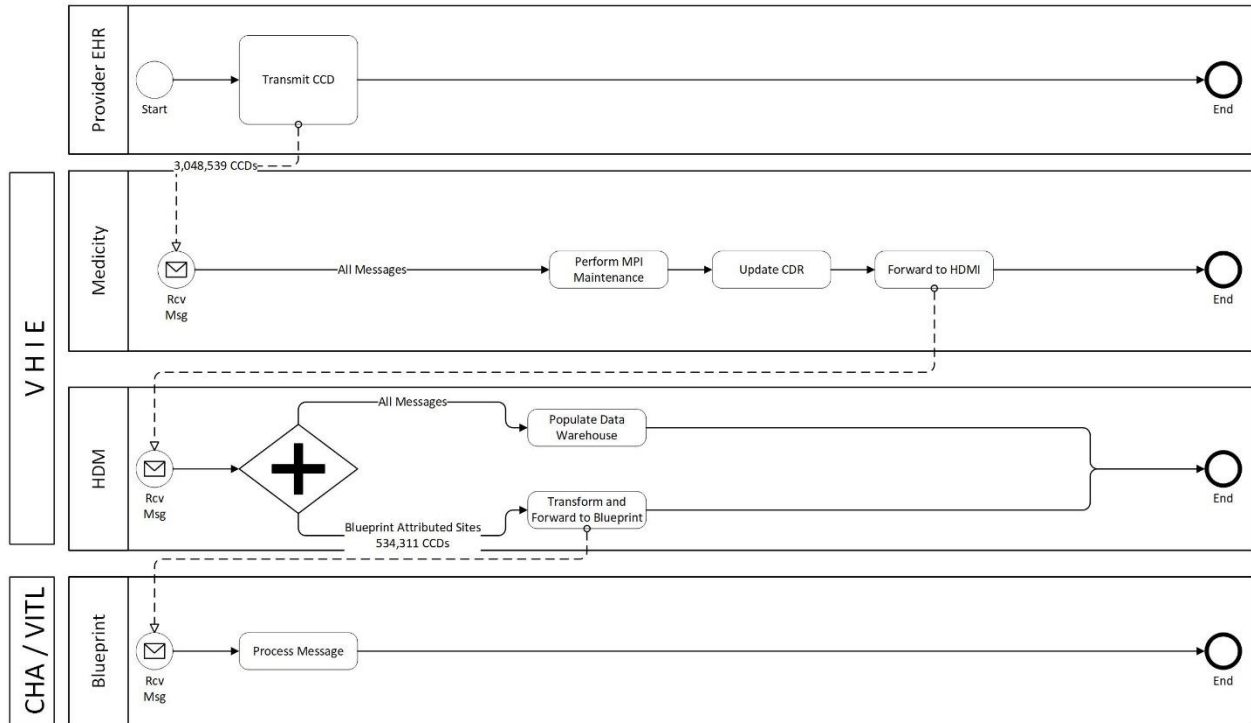 Provider EHR
Start
Transmit CCD
End
3,048,539 CCDs
V H I E
Medicity
Rcv
Msg
All Messages
Perform MPI
Maintenance
Update CDR
Forward to HDMI
End
HDM
Rcv
Msg
All Messages
Populate Data
Warehouse
Blueprint Attributed Sites
534,311 CCDs
Transform and
Forward to Blueprint
End
CHA / VITL
Blueprint
Rcv
Msg
Process Message
End